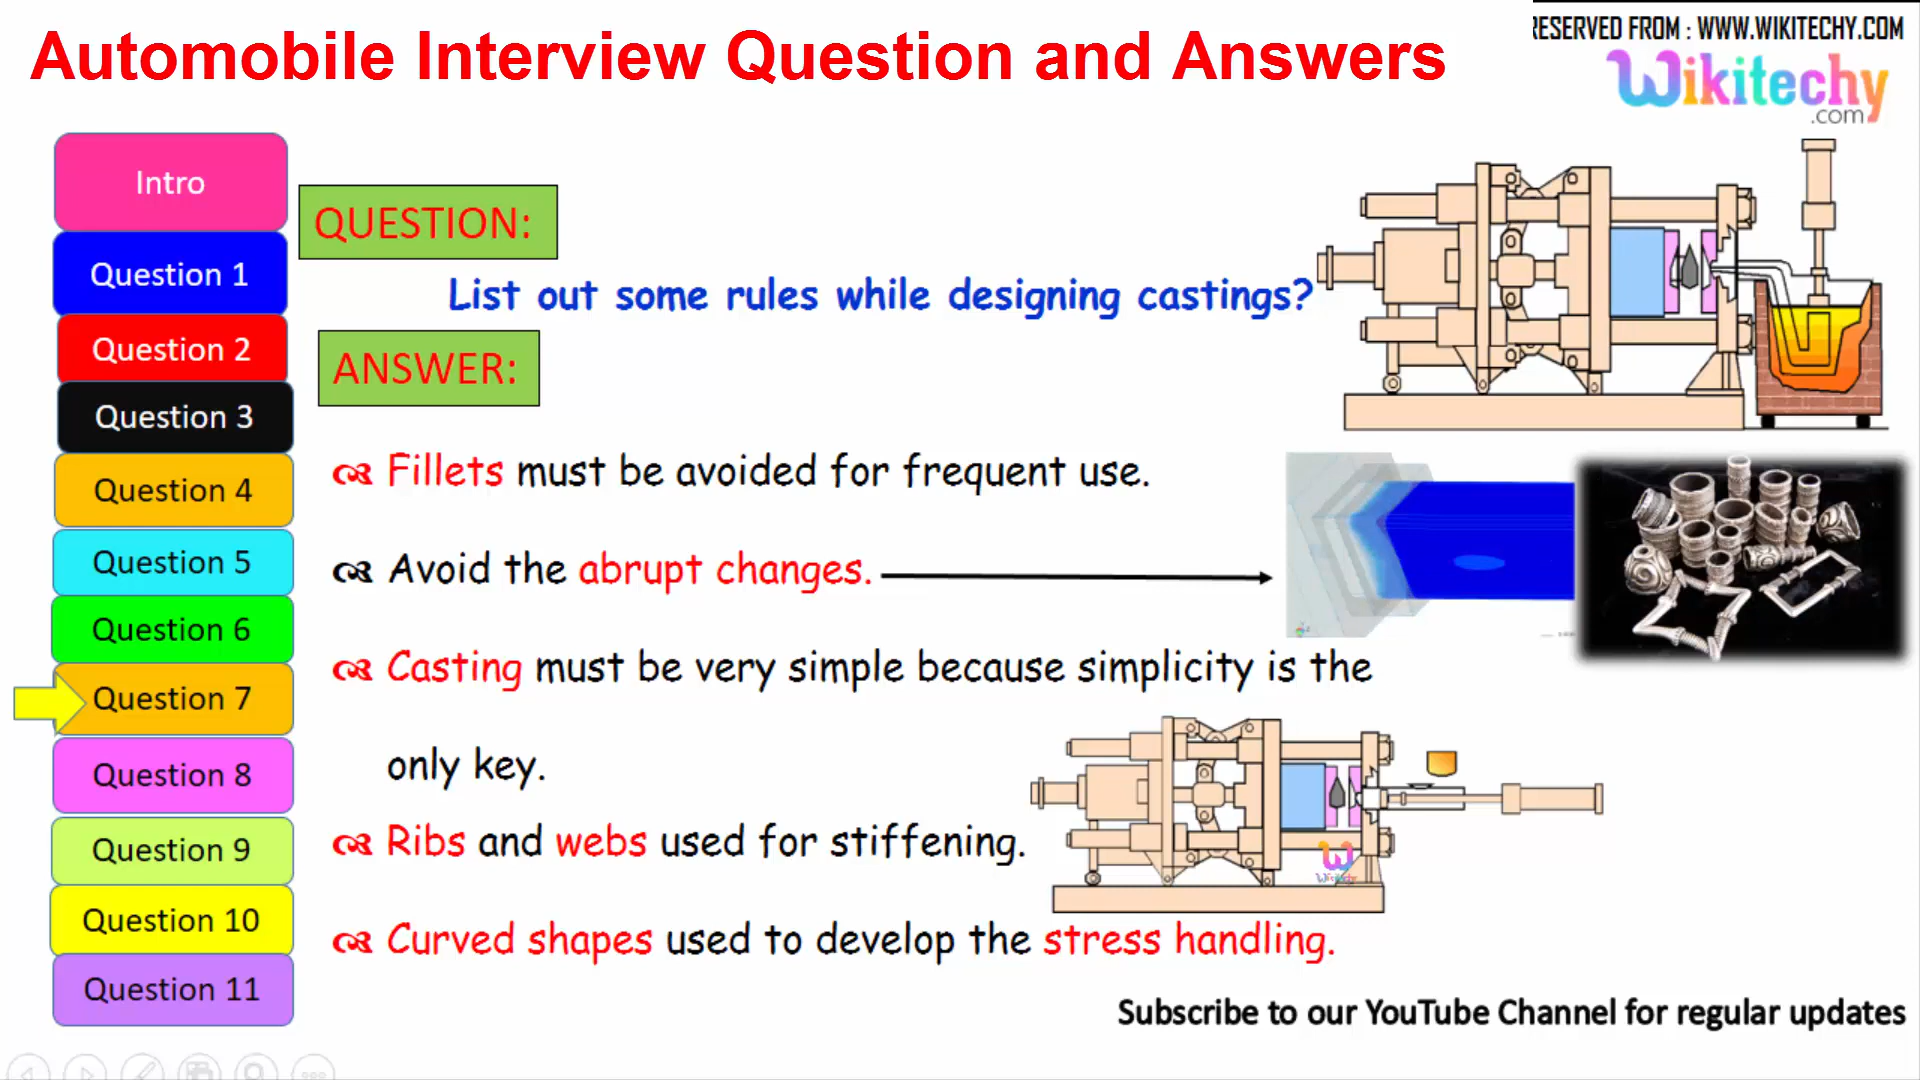 Automobile Interview Question and Answers
RESERVED FROM : WWW.WIKITECHY.COM
Wikitechy
.com
Intro
Question 1
Question 2
Question 3
Question 4
Question 5
Question 6
Question 7
Question 8
Question 9
Question 10
Question 11
QUESTION:
List out some rules while designing castings?
ANSWER:
Fillets must be avoided for frequent use.
Avoid the abrupt changes.
Casting must be very simple because simplicity is the
only key.
Ribs and webs used for stiffening.
Curved shapes used to develop the stress handling.
Wikitechy
Subscribe to our YouTube Channel for regular updates